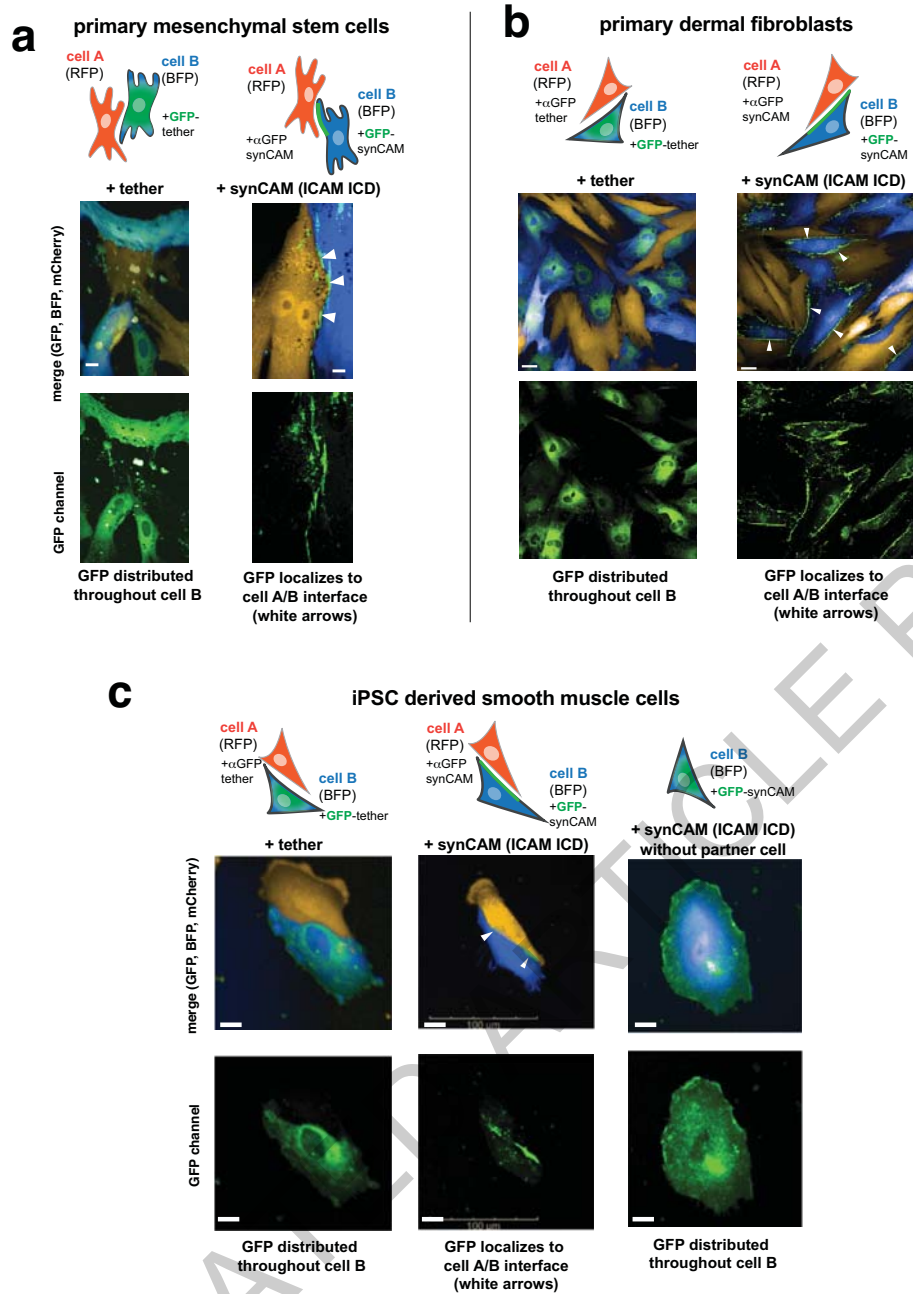 a
primary mesenchymal stem cells
cell A
(RFP)
cell B
(BFP)
+GFP-
tether
cell A
(RFP)
+αGFP
synCAM
cell B
(BFP)
+GFP-
synCAM
+ tether
+ synCAM (ICAM ICD)
merge (GFP, BFP, mCherry)
GFP channel
GFP distributed
throughout cell B
GFP localizes to
cell A/B interface
(white arrows)
b
primary dermal fibroblasts
cell A
(RFP)
+αGFP
tether
cell B
(BFP)
+GFP-tether
cell A
(RFP)
+αGFP
synCAM
cell B
(BFP)
+GFP-
synCAM
+ tether
+ synCAM (ICAM ICD)
GFP distributed
throughout cell B
GFP localizes to
cell A/B interface
(white arrows)
c
iPSC derived smooth muscle cells
cell A
(RFP)
+αGFP
tether
cell B
(BFP)
+GFP-tether
cell A
(RFP)
+αGFP
synCAM
cell B
(BFP)
+GFP-
synCAM
cell B
(BFP)
+GFP-synCAM
+ tether
+ synCAM (ICAM ICD)
+ synCAM (ICAM ICD)
without partner cell
merge (GFP, BFP, mCherry)
100 μm
GFP channel
100 μm
GFP distributed
throughout cell B
GFP localizes to
cell A/B interface
(white arrows)
GFP distributed
throughout cell B
ARTICLE